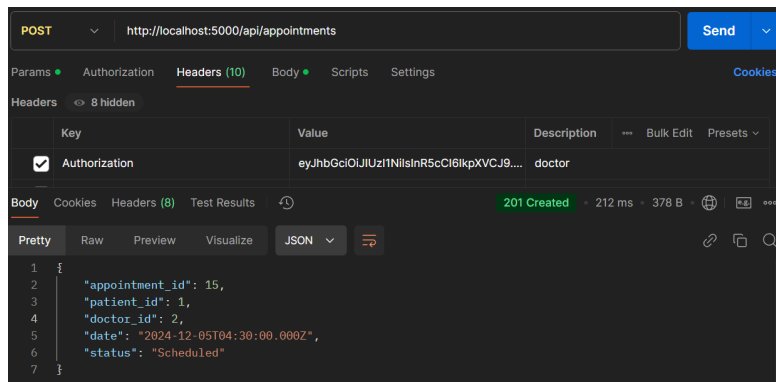 POST http://localhost:5000/api/appointments Send
Params Authorization Headers (10) Body Scripts Settings Cookies
Headers 8 hidden
Key Value Description Bulk Edit Presets
Authorization eyJhbGciOiJIUzI1NiIsInR5cCI6IkpXVCJ9.... doctor
Body Cookies Headers (8) Test Results 201 Created 212 ms 378 B
Pretty Raw Preview Visualize JSON
1 {
2 "appointment_id": 15,
3 "patient_id": 1,
4 "doctor_id": 2,
5 "date": "2024-12-05T04:30:00.000Z",
6 "status": "Scheduled"
7 }